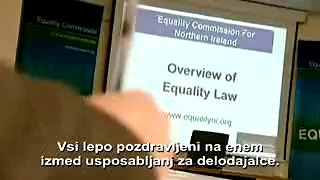 Equality Commission
Equality Commission For
Northern Ireland
Overview of
Equality Law
www.equalityni.org
EQUA
Vsi lepo pozdravljeni na enem
izmed usposabljanj za delodajalce.